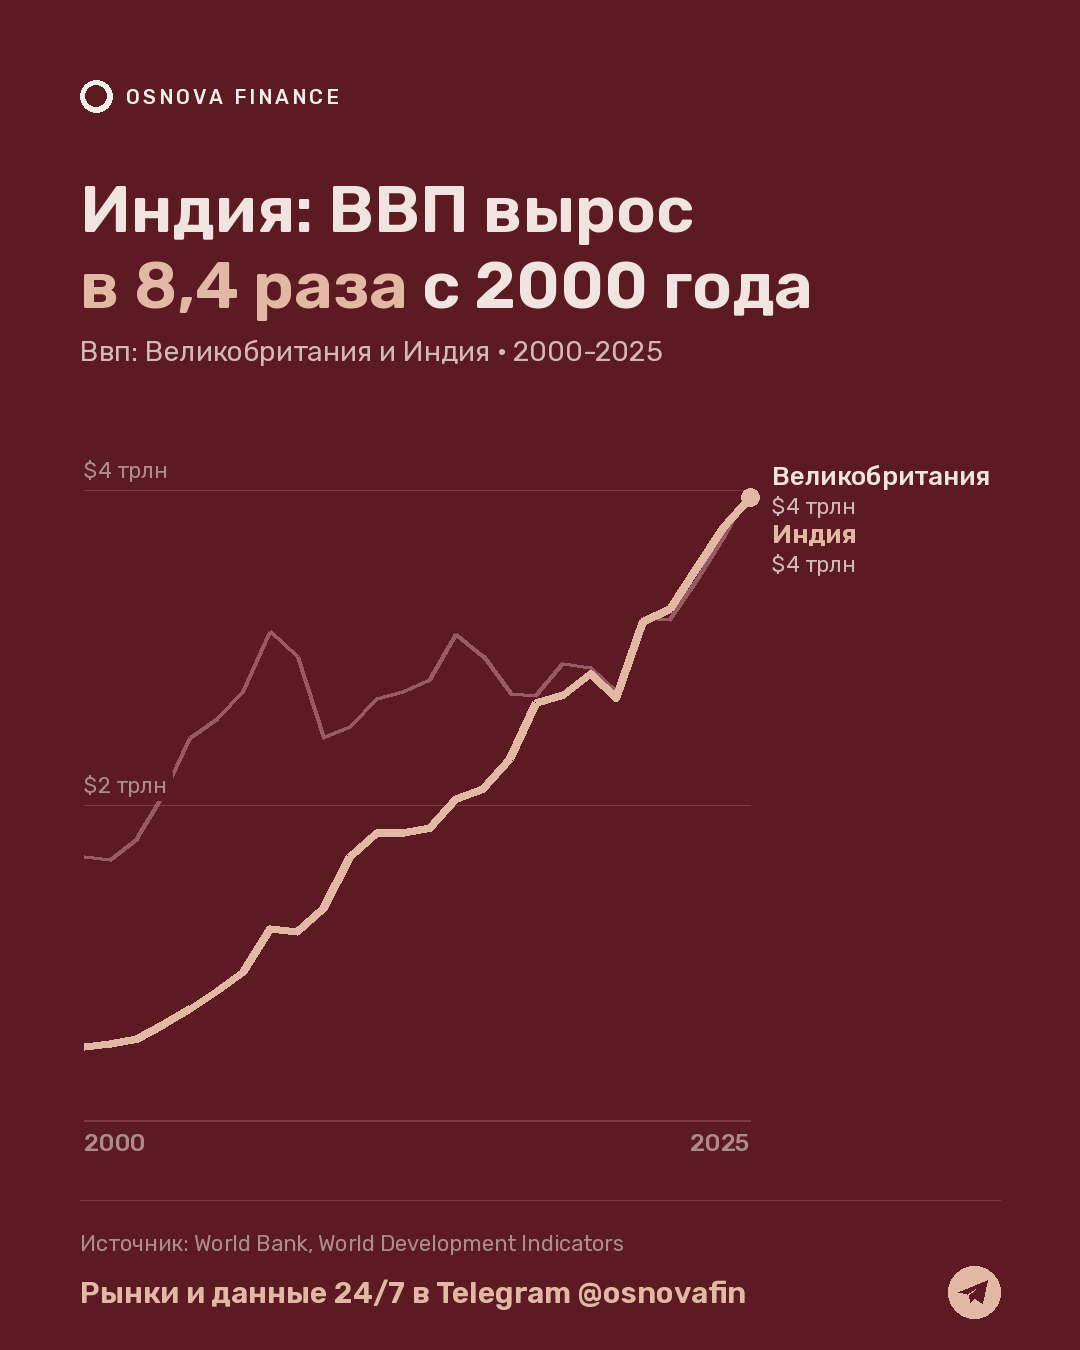 OSNOVA FINANCE
Индия: ВВП вырос
в 8,4 раза с 2000 года
Ввп: Великобритания и Индия • 2000-2025
$4 трлн
Великобритания
$4 трлн
Индия
$4 трлн
$2 трлн
2000
2025
Источник: World Bank, World Development Indicators
Рынки и данные 24/7 в Telegram @osnovafin